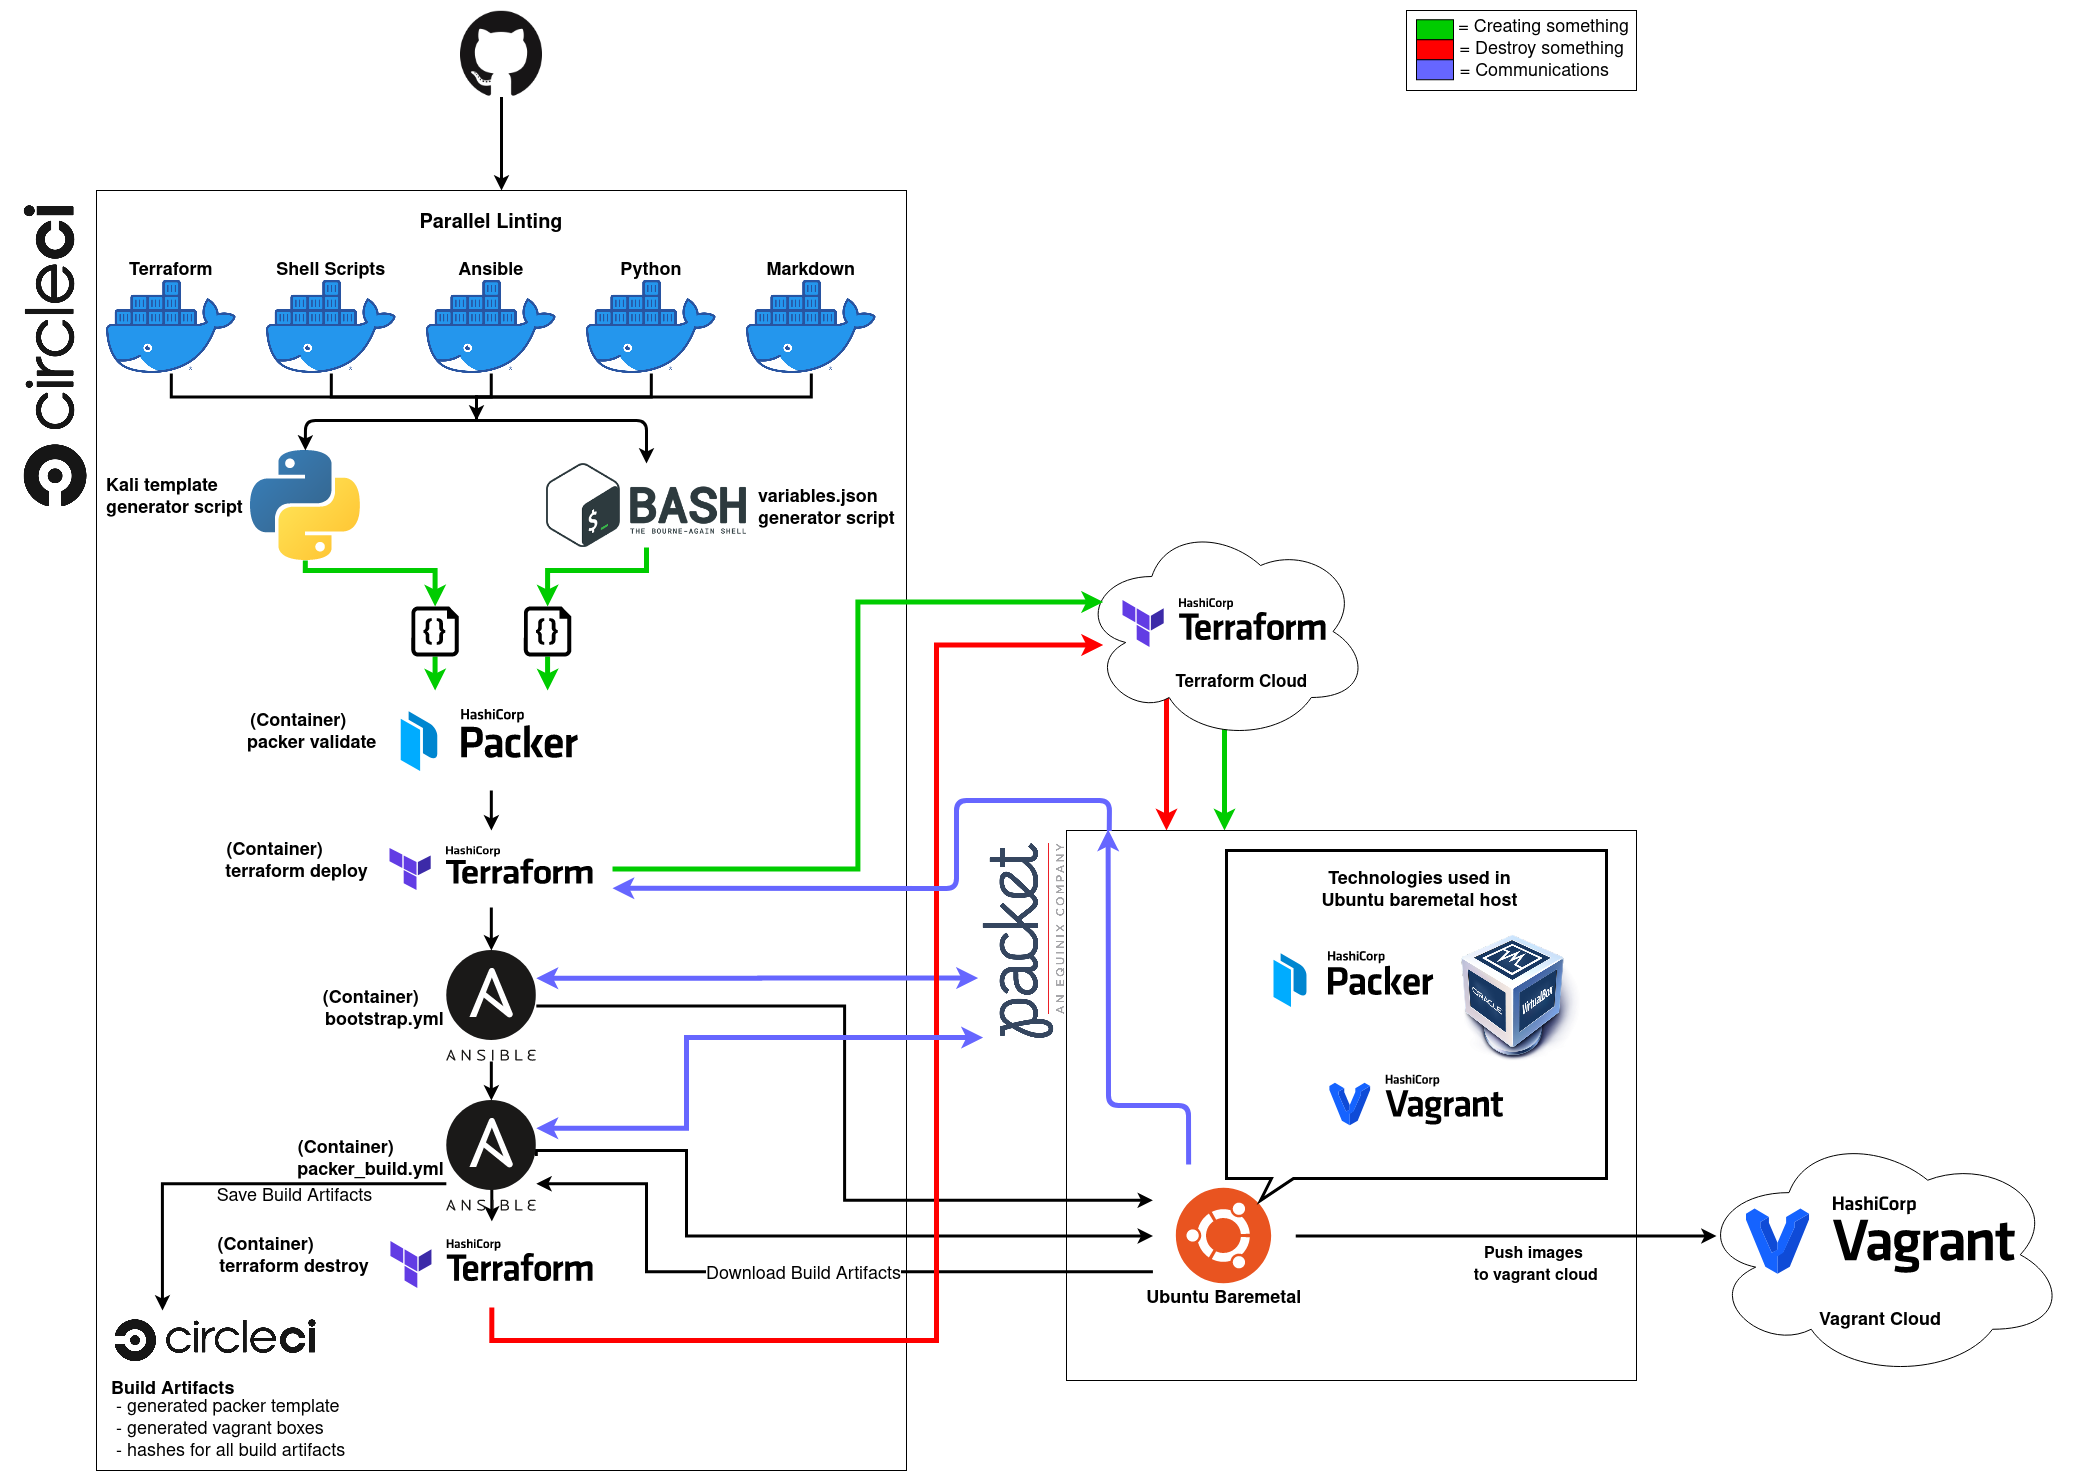 = Creating something
= Destroy something
= Communications
circleci
Parallel Linting
Terraform
Shell Scripts
Ansible
Python
Markdown
Kali template
generator script
BASH
THE BOURNE-AGAIN SHELL
variables.json
generator script
{}
{}
HashiCorp
Terraform
Terraform Cloud
(Container)
packer validate
HashiCorp
Packer
(Container)
terraform deploy
HashiCorp
Terraform
packet
AN EQUINIX COMPANY
Technologies used in
Ubuntu baremetal host
HashiCorp
Packer
ORACLE
VirtualBox
HashiCorp
Vagrant
(Container)
bootstrap.yml
ANSIBLE
(Container)
packer_build.yml
ANSIBLE
Save Build Artifacts
(Container)
terraform destroy
HashiCorp
Terraform
Download Build Artifacts
Ubuntu Baremetal
Push images
to vagrant cloud
HashiCorp
Vagrant
Vagrant Cloud
circleci
Build Artifacts
- generated packer template
- generated vagrant boxes
- hashes for all build artifacts